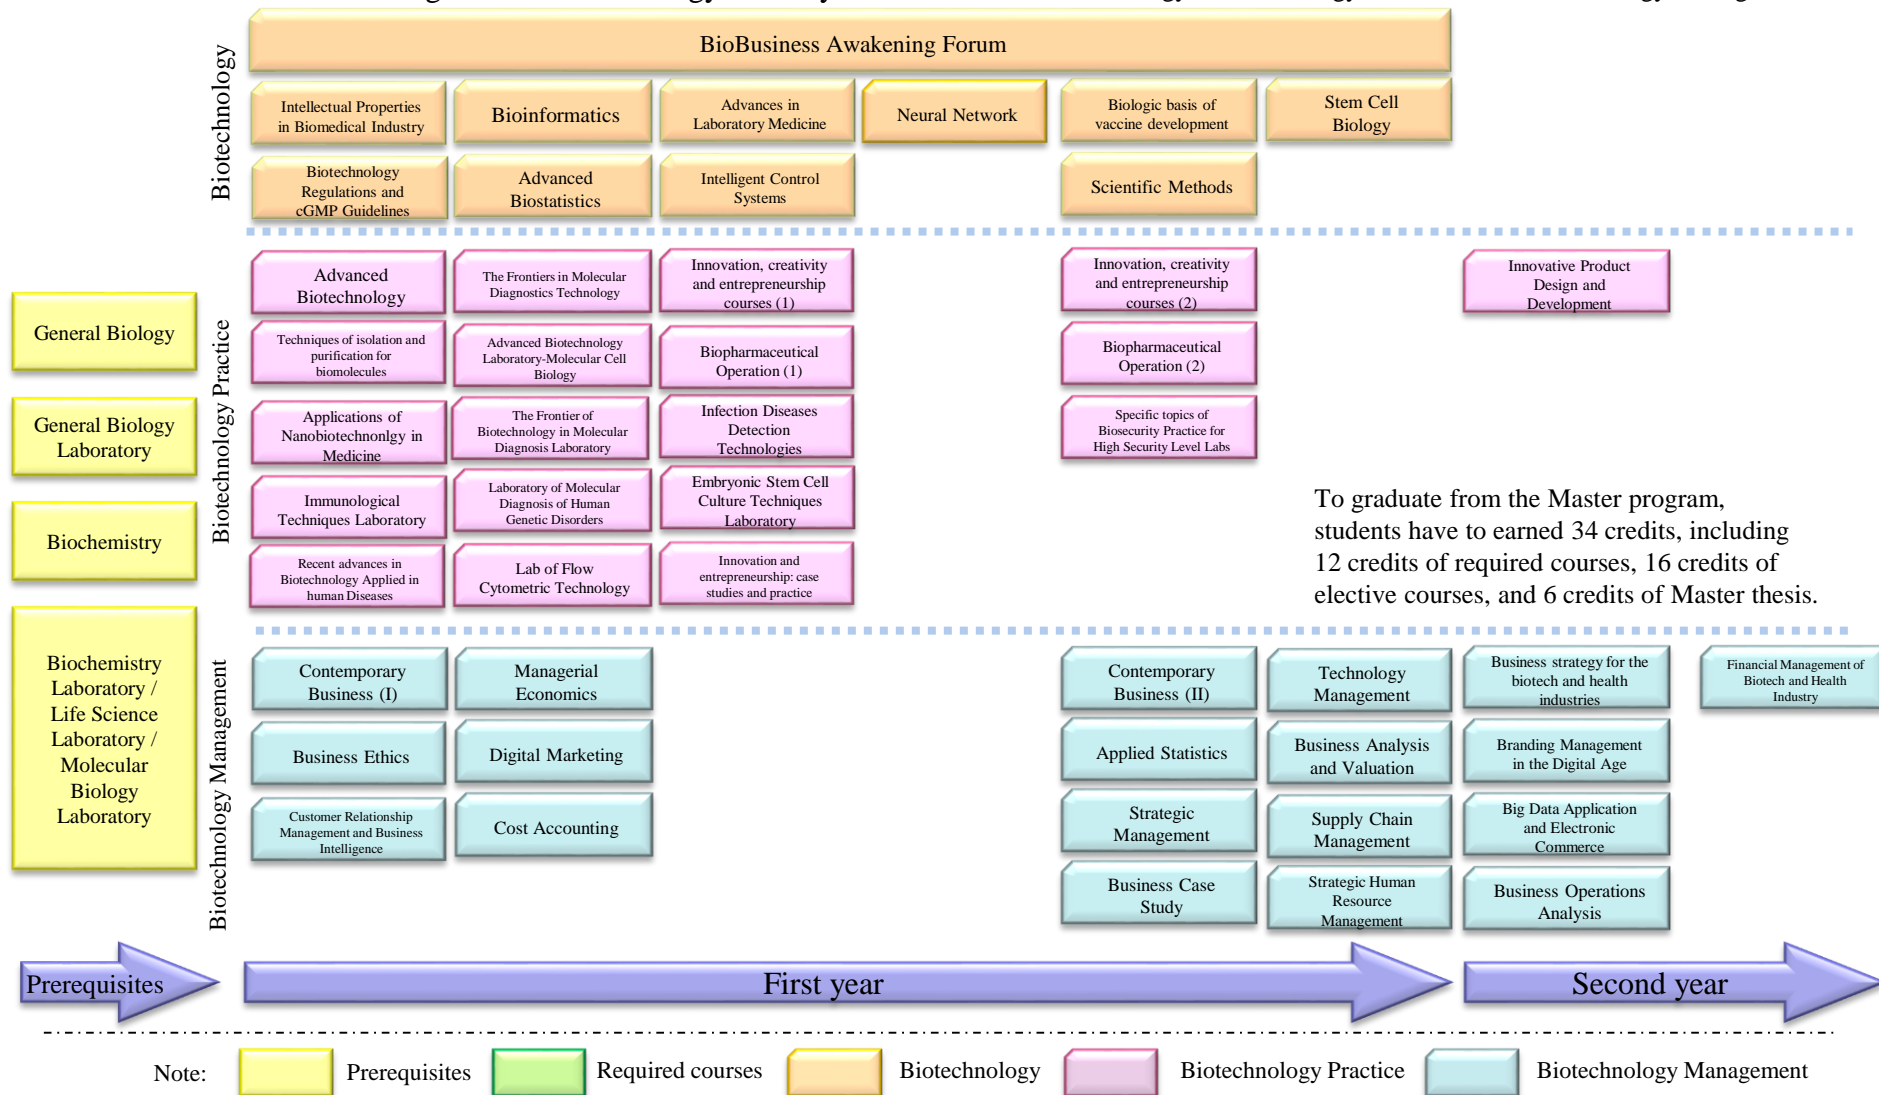 BioBusiness Awakening Forum
Biotechnology
Intellectual Properties
in Biomedical Industry
Bioinformatics
Advances in
Laboratory Medicine
Neural Network
Biologic basis of
vaccine development
Stem Cell
Biology
Biotechnology
Regulations and
cGMP Guidelines
Advanced
Biostatistics
Intelligent Control
Systems
Scientific Methods
General Biology
General Biology
Laboratory
Biochemistry
Biochemistry
Laboratory /
Life Science
Laboratory /
Molecular
Biology
Laboratory
Biotechnology Practice
Advanced
Biotechnology
The Frontiers in Molecular
Diagnostics Technology
Innovation, creativity
and entrepreneurship
courses (1)
Innovation, creativity
and entrepreneurship
courses (2)
Innovative Product
Design and
Development
Techniques of isolation and
purification for
biomolecules
Advanced Biotechnology
Laboratory-Molecular Cell
Biology
Biopharmaceutical
Operation (1)
Biopharmaceutical
Operation (2)
Applications of
Nanobiotechnonlgy in
Medicine
The Frontier of
Biotechnology in Molecular
Diagnosis Laboratory
Infection Diseases
Detection
Technologies
Specific topics of
Biosecurity Practice for
High Security Level Labs
Immunological
Techniques Laboratory
Laboratory of Molecular
Diagnosis of Human
Genetic Disorders
Embryonic Stem Cell
Culture Techniques
Laboratory
Recent advances in
Biotechnology Applied in
human Diseases
Lab of Flow
Cytometric Technology
Innovation and
entrepreneurship: case
studies and practice
To graduate from the Master program,
students have to earned 34 credits, including
12 credits of required courses, 16 credits of
elective courses, and 6 credits of Master thesis.
Biotechnology Management
Contemporary
Business (I)
Managerial
Economics
Contemporary
Business (II)
Technology
Management
Business strategy for the
biotech and health
industries
Financial Management of
Biotech and Health
Industry
Business Ethics
Digital Marketing
Applied Statistics
Business Analysis
and Valuation
Branding Management
in the Digital Age
Customer Relationship
Management and Business
Intelligence
Cost Accounting
Strategic
Management
Supply Chain
Management
Big Data Application
and Electronic
Commerce
Business Case
Study
Strategic Human
Resource
Management
Business Operations
Analysis
Prerequisites
First year
Second year
Note:
Prerequisites
Required courses
Biotechnology
Biotechnology Practice
Biotechnology Management